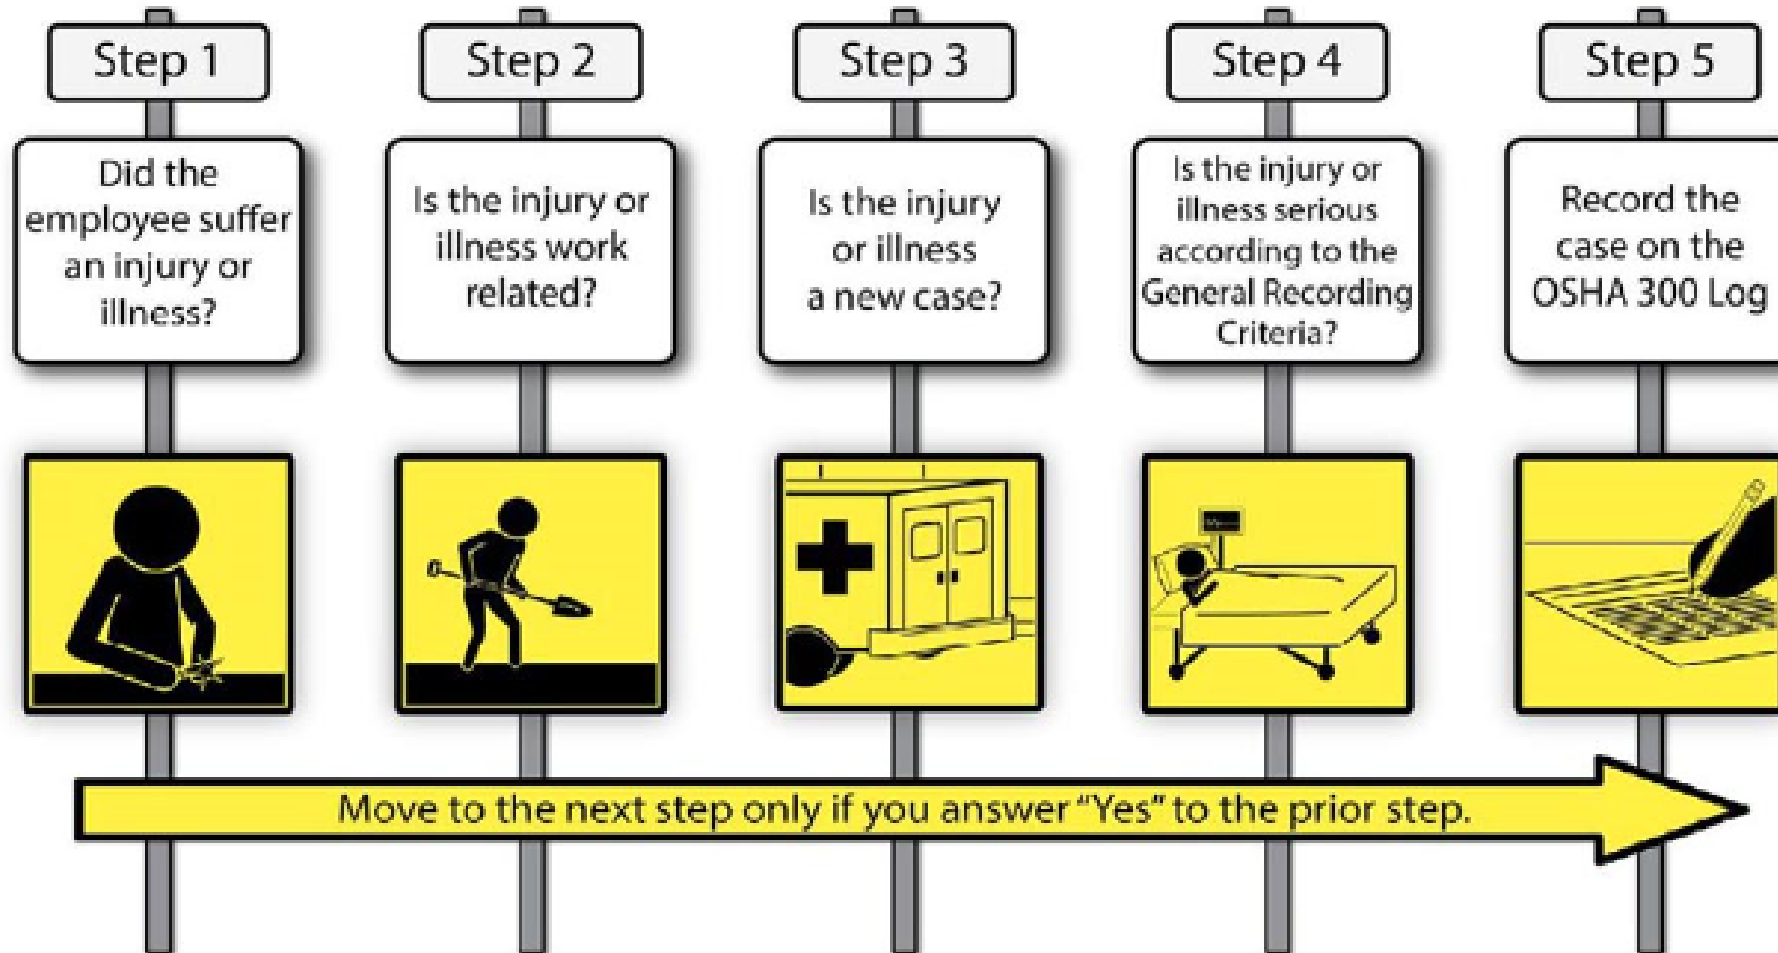 Step 1
Did the
employee suffer
an injury or
illness?
Step 2
Is the injury or
illness work
related?
Step 3
Is the injury
or illness
a new case?
Step 4
Is the injury or
illness serious
according to the
General Recording
Criteria?
Step 5
Record the
case on the
OSHA 300 Log
Move to the next step only if you answer “Yes” to the prior step.